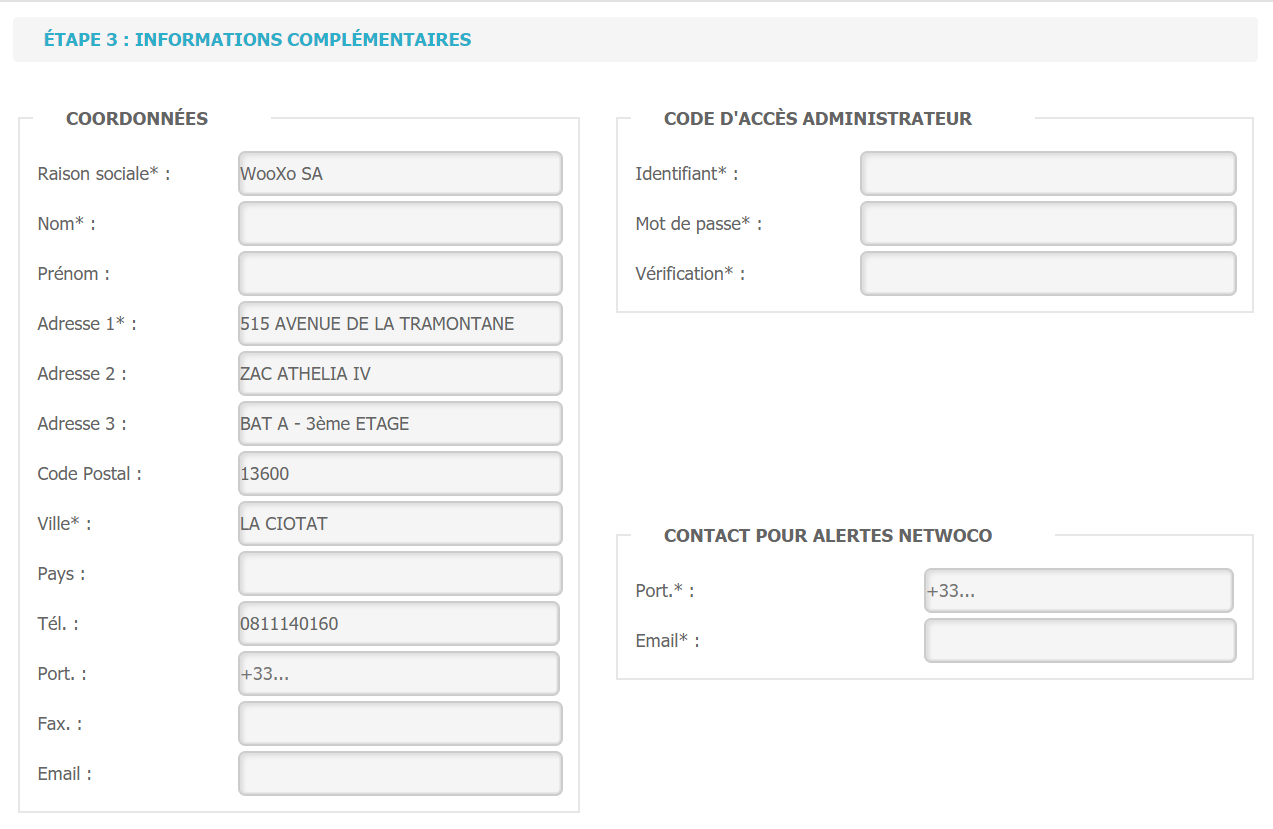 ÉTAPE 3 : INFORMATIONS COMPLÉMENTAIRES
COORDONNÉES
Raison sociale* : WooXo SA
Nom* :
Prénom :
Adresse 1* : 515 AVENUE DE LA TRAMONTANE
Adresse 2 : ZAC ATHELIA IV
Adresse 3 : BAT A - 3ème ETAGE
Code Postal : 13600
Ville* : LA CIOTAT
Pays :
Tél. : 0811140160
Port. : +33...
Fax. :
Email :
CODE D'ACCÈS ADMINISTRATEUR
Identifiant* :
Mot de passe* :
Vérification* :
CONTACT POUR ALERTES NETWOCO
Port.* : +33...
Email* :